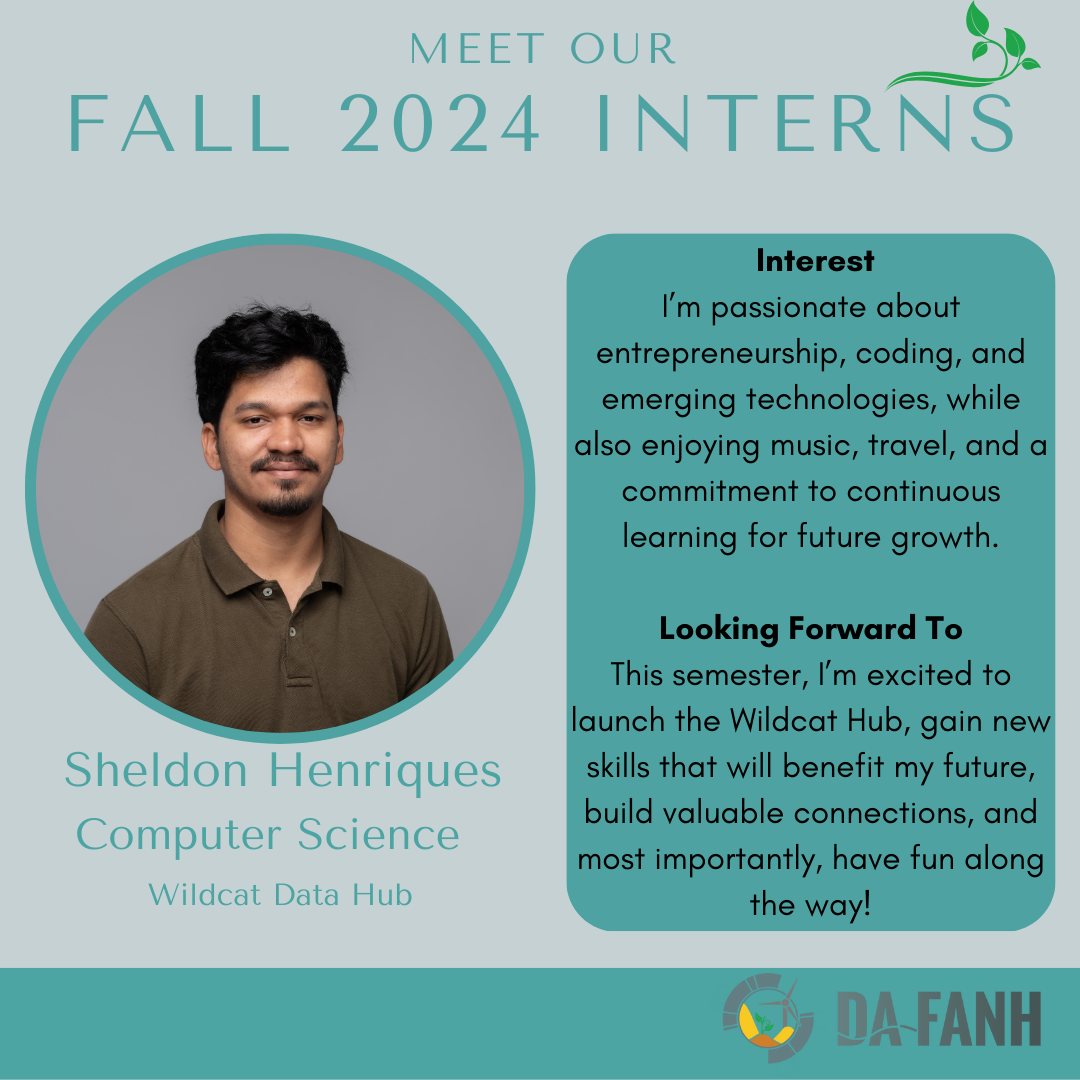 MEET OUR
FALL 2024 INTERNS
Sheldon Henriques
Computer Science
Wildcat Data Hub
Interest
I’m passionate about
entrepreneurship, coding, and
emerging technologies, while
also enjoying music, travel, and a
commitment to continuous
learning for future growth.
Looking Forward To
This semester, I’m excited to
launch the Wildcat Hub, gain new
skills that will benefit my future,
build valuable connections, and
most importantly, have fun along
the way!
DA-FANH